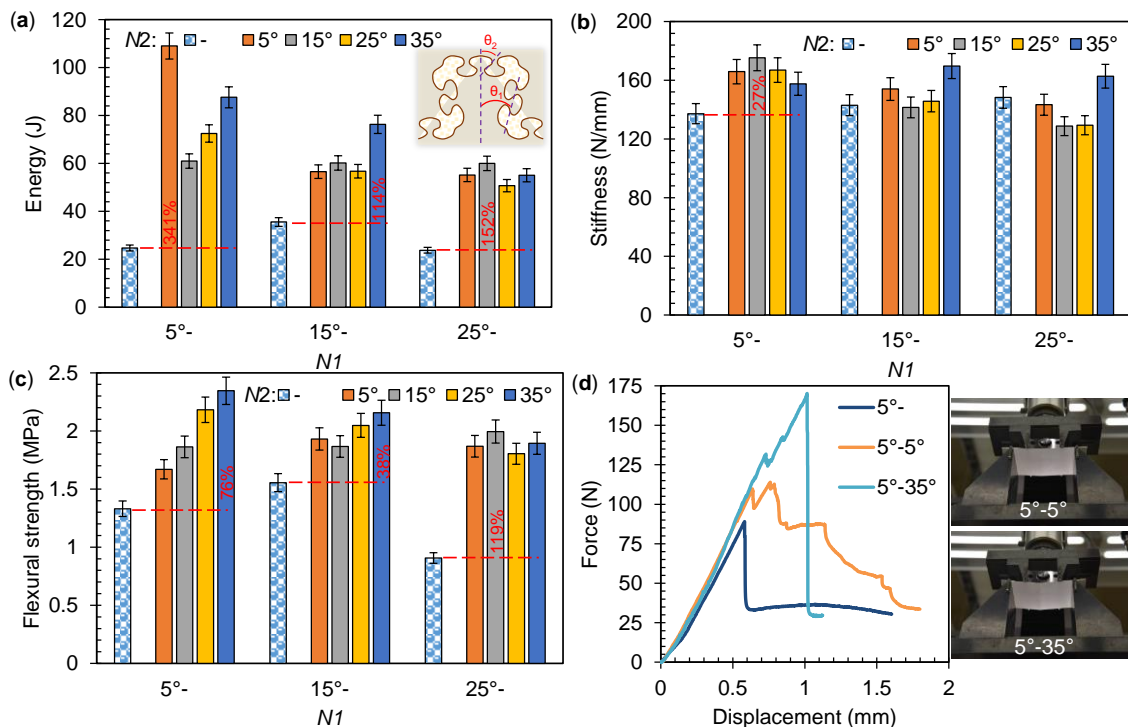 (a)
N2: - 5° 15° 25° 35°
120
100
80
60
40
20
0
Energy (J)
341%
114%
152%
θ2
θ1
5°- 15°- 25°-
N1
(b)
N2: - 5° 15° 25° 35°
200
160
120
80
40
0
Stiffness (N/mm)
27%
5°- 15°- 25°-
N1
(c)
N2: - 5° 15° 25° 35°
2.5
2
1.5
1
0.5
0
Flexural strength (MPa)
76%
38%
119%
5°- 15°- 25°-
N1
(d)
175
150
125
100
75
50
25
0
Force (N)
5°-
5°-5°
5°-35°
0 0.5 1 1.5 2
Displacement (mm)
5°-5°
5°-35°